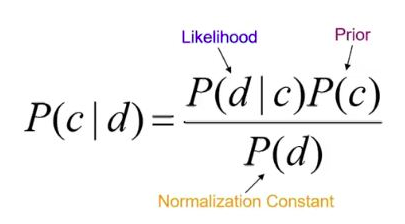 Likelihood Prior
P(c|d) = P(d|c)P(c)
P(d)
Normalization Constant